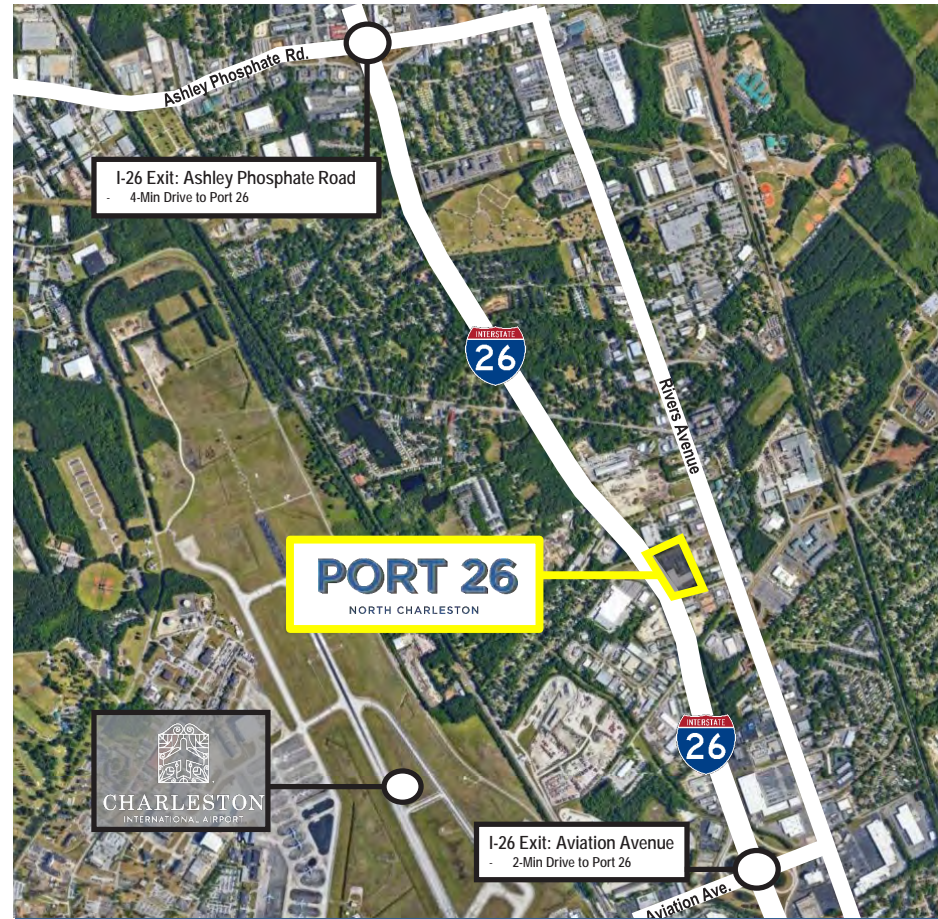 Ashley Phosphate Rd.
I-26 Exit: Ashley Phosphate Road
- 4-Min Drive to Port 26
INTERSTATE
26
Rivers Avenue
PORT 26
NORTH CHARLESTON
INTERSTATE
26
CHARLESTON
INTERNATIONAL AIRPORT
I-26 Exit: Aviation Avenue
- 2-Min Drive to Port 26
Aviation Ave.